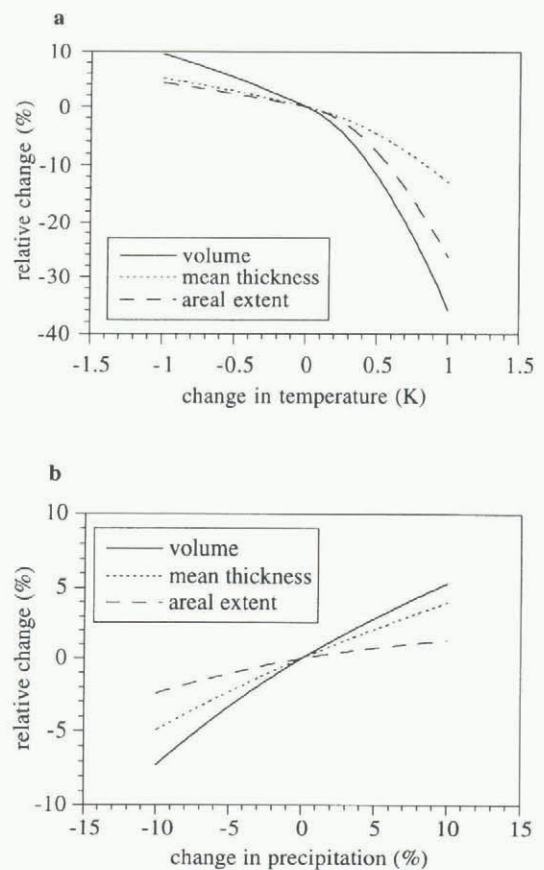 a
relative change (%)
10
0
-10
-20
-30
-40
volume
mean thickness
areal extent
-1.5 -1 -0.5 0 0.5 1 1.5
change in temperature (K)
b
relative change (%)
10
5
0
-5
-10
volume
mean thickness
areal extent
-15 -10 -5 0 5 10 15
change in precipitation (%)